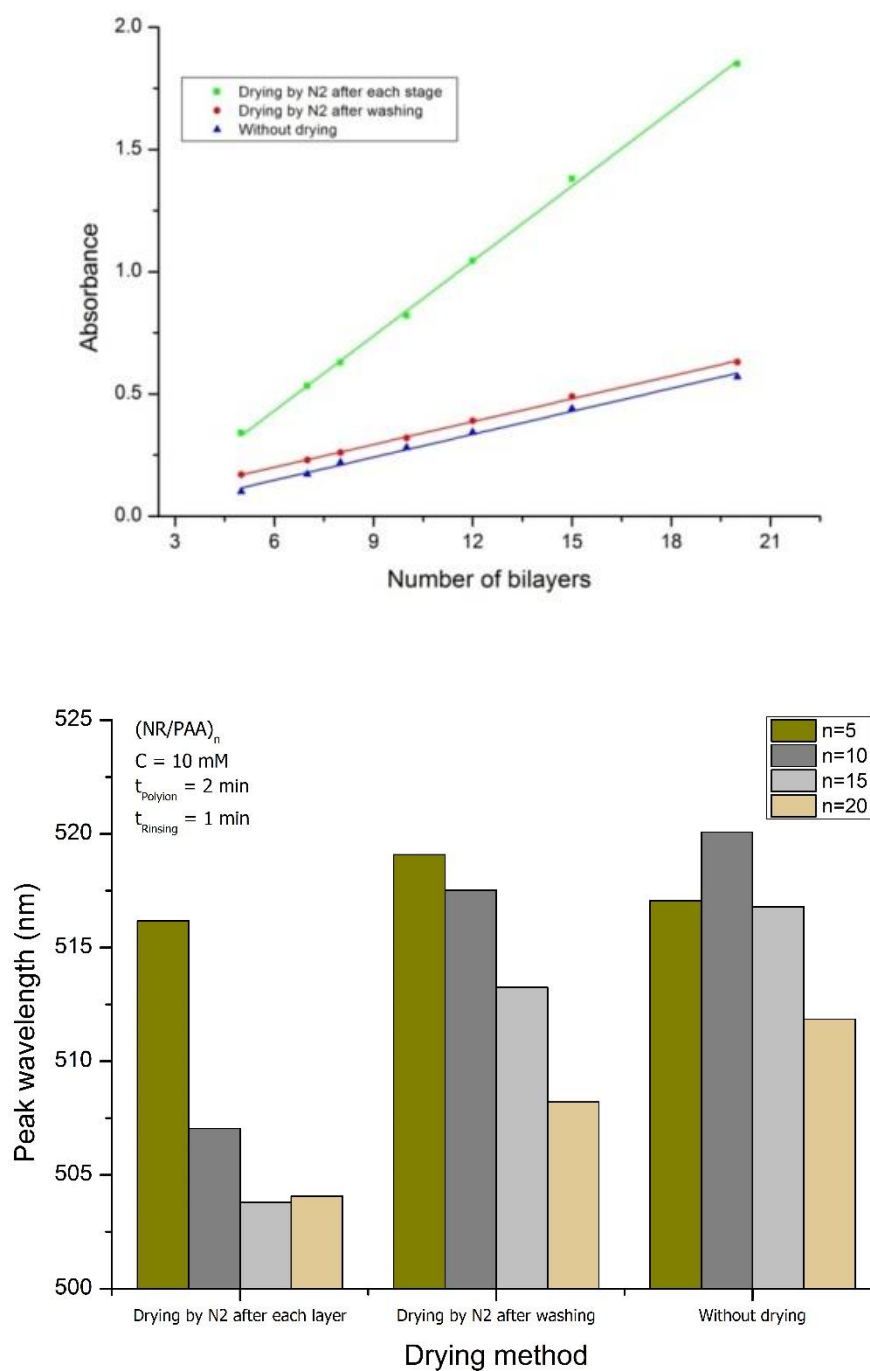 2.0
Drying by N2 after each stage
Drying by N2 after washing
Without drying
1.5
1.0
0.5
0.0
Absorbance
3 6 9 12 15 18 21
Number of bilayers
525
(NR/PAA)n
C = 10 mM
tPolyion = 2 min
tRinsing = 1 min
n=5
n=10
n=15
n=20
520
515
510
505
500
Peak wavelength (nm)
Drying by N2 after each layer Drying by N2 after washing Without drying
Drying method